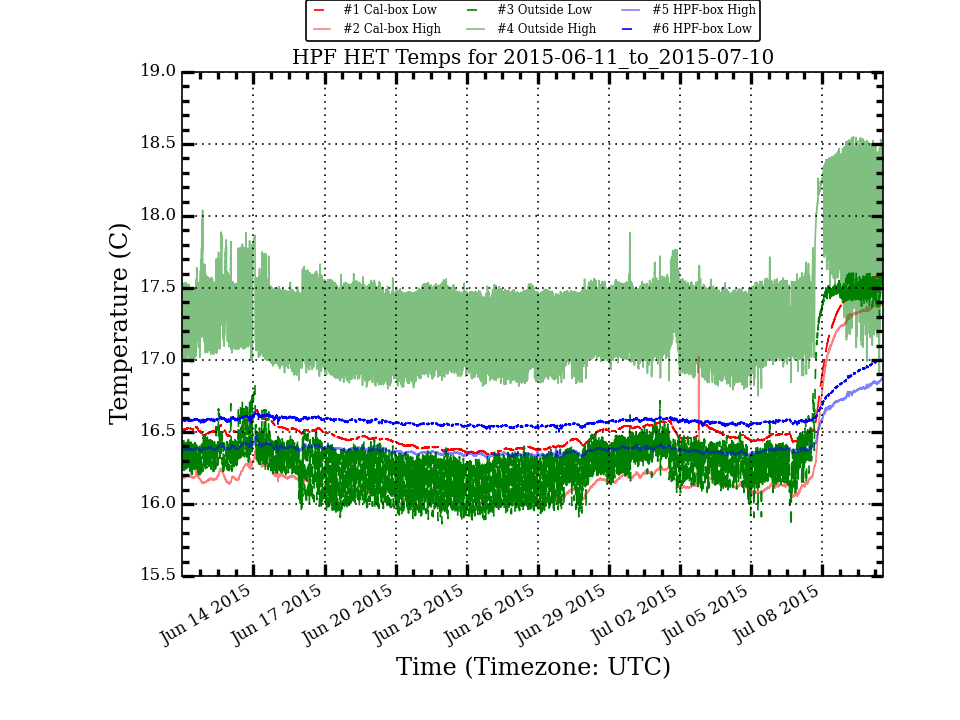 #1 Cal-box Low #3 Outside Low #5 HPF-box High
#2 Cal-box High #4 Outside High #6 HPF-box Low
HPF HET Temps for 2015-06-11_to_2015-07-10
19.0
18.5
18.0
17.5
17.0
16.5
16.0
15.5
Temperature (C)
Jun 14 2015 Jun 17 2015 Jun 20 2015 Jun 23 2015 Jun 26 2015 Jun 29 2015 Jul 02 2015 Jul 05 2015 Jul 08 2015
Time (Timezone: UTC)